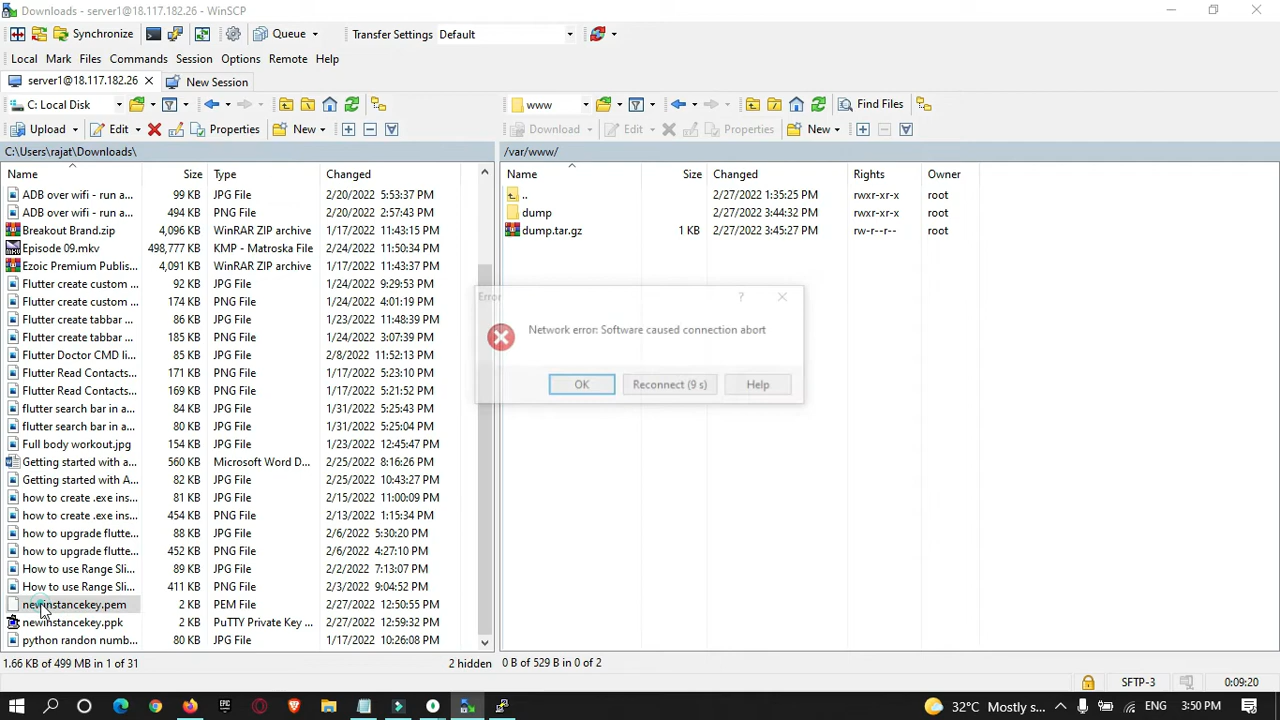 Downloads - server1@18.117.182.26 - WinSCP
Synchronize Queue Transfer Settings Default
Local Mark Files Commands Session Options Remote Help
server1@18.117.182.26 New Session
C: Local Disk www Find Files
Upload Edit Properties New Download Edit Properties New
C:\Users\rajat\Downloads\ /var/www/
Name Size Type Changed Name Size Changed Rights Owner
ADB over wifi - run a... 99 KB JPG File 2/20/2022 5:53:37 PM .. 2/27/2022 1:35:25 PM rwxr-xr-x root
ADB over wifi - run a... 494 KB PNG File 2/20/2022 2:57:43 PM dump 2/27/2022 3:44:32 PM rwxr-xr-x root
Breakout Brand.zip 4,096 KB WinRAR ZIP archive 1/17/2022 11:43:15 PM dump.tar.gz 1 KB 2/27/2022 3:45:27 PM rw-r--r-- root
Episode 09.mkv 498,777 KB KMP - Matroska File 2/24/2022 11:50:34 PM
Ezoic Premium Publis... 4,091 KB WinRAR ZIP archive 1/17/2022 11:43:37 PM
Flutter create custom ... 92 KB JPG File 1/24/2022 9:29:53 PM
Flutter create custom ... 174 KB PNG File 1/24/2022 4:01:19 PM
Flutter create tabbar ... 86 KB JPG File 1/23/2022 11:48:39 PM
Flutter create tabbar ... 185 KB PNG File 1/24/2022 3:07:39 PM
Flutter Doctor CMD li... 85 KB JPG File 2/8/2022 11:52:13 PM
Flutter Read Contacts... 171 KB PNG File 1/17/2022 5:23:10 PM
Flutter Read Contacts... 169 KB PNG File 1/17/2022 5:21:52 PM
flutter search bar in a... 84 KB JPG File 1/31/2022 5:25:43 PM
flutter search bar in a... 80 KB JPG File 1/31/2022 5:25:04 PM
Full body workout.jpg 154 KB JPG File 1/23/2022 12:45:47 PM
Getting started with a... 560 KB Microsoft Word D... 2/25/2022 8:16:26 PM
Getting started with A... 85 KB JPG File 2/25/2022 10:43:27 PM
how to create .exe ins... 81 KB JPG File 2/15/2022 11:00:09 PM
how to create .exe ins... 454 KB PNG File 2/13/2022 1:15:34 PM
how to upgrade flutte... 88 KB JPG File 2/6/2022 5:30:20 PM
how to upgrade flutte... 452 KB PNG File 2/6/2022 4:27:10 PM
How to use Range Sli... 89 KB JPG File 2/2/2022 7:13:07 PM
How to use Range Sli... 411 KB PNG File 2/3/2022 9:04:52 PM
newinstancekey.pem 2 KB PEM File 2/27/2022 12:50:55 PM
newinstancekey.ppk 2 KB PuTTY Private Key ... 2/27/2022 12:59:32 PM
python randon numb... 80 KB JPG File 1/17/2022 10:26:08 PM
Error ?
Network error: Software caused connection abort
OK Reconnect (9 s) Help
1.66 KB of 499 MB in 1 of 31 2 hidden 0 B of 529 B in 0 of 2
SFTP-3 0:09:20
32°C Mostly s... ENG 3:50 PM